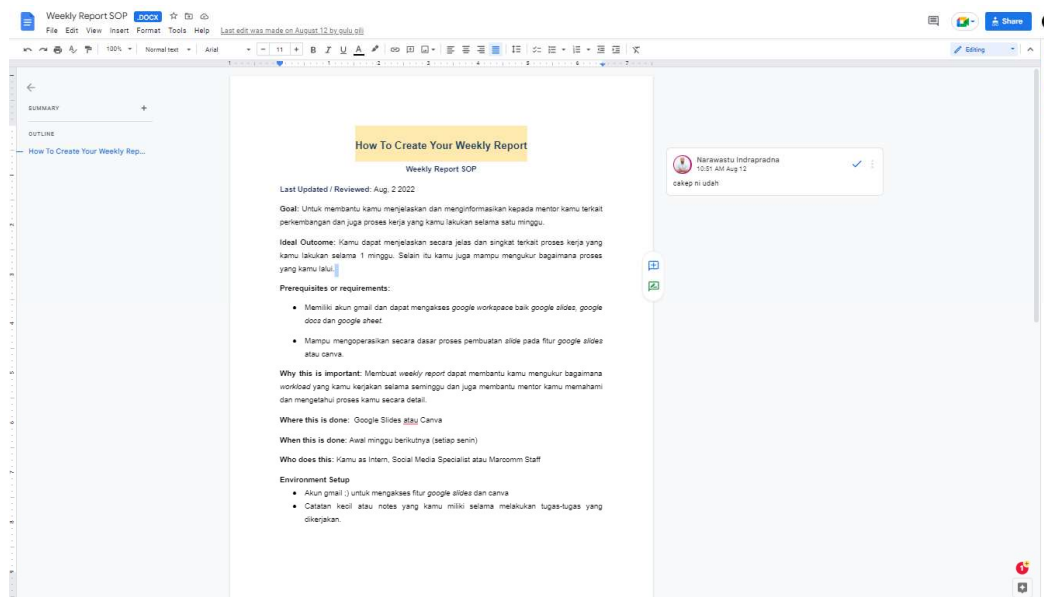 Weekly Report SOP .DOCX
File Edit View Insert Format Tools Help Last edit was made on August 12 by gulu gili
Share
100% Normal text Arial 11 Editing
SUMMARY
OUTLINE
How To Create Your Weekly Rep...
How To Create Your Weekly Report
Weekly Report SOP
Last Updated / Reviewed: Aug, 2 2022
Goal: Untuk membantu kamu menjelaskan dan menginformasikan kepada mentor kamu terkait
perkembangan dan juga proses kerja yang kamu lakukan selama satu minggu.
Ideal Outcome: Kamu dapat menjelaskan secara jelas dan singkat terkait proses kerja yang
kamu lakukan selama 1 minggu. Selain itu kamu juga mampu mengukur bagaimana proses
yang kamu lalui.
Prerequisites or requirements:
● Memiliki akun gmail dan dapat mengakses google workspace baik google slides, google
docs dan google sheet.
● Mampu mengoperasikan secara dasar proses pembuatan slide pada fitur google slides
atau canva.
Why this is important: Membuat weekly report dapat membantu kamu mengukur bagaimana
workload yang kamu kerjakan selama seminggu dan juga membantu mentor kamu memahami
dan mengetahui proses kamu secara detail.
Where this is done: Google Slides atau Canva
When this is done: Awal minggu berikutnya (setiap senin)
Who does this: Kamu as Intern, Social Media Specialist atau Marcomm Staff
Environment Setup
● Akun gmail ;) untuk mengakses fitur google slides dan canva
● Catatan kecil atau notes yang kamu miliki selama melakukan tugas-tugas yang
dikerjakan.
Narawastu Indrapradna
10:51 AM Aug 12
cakep ni udah